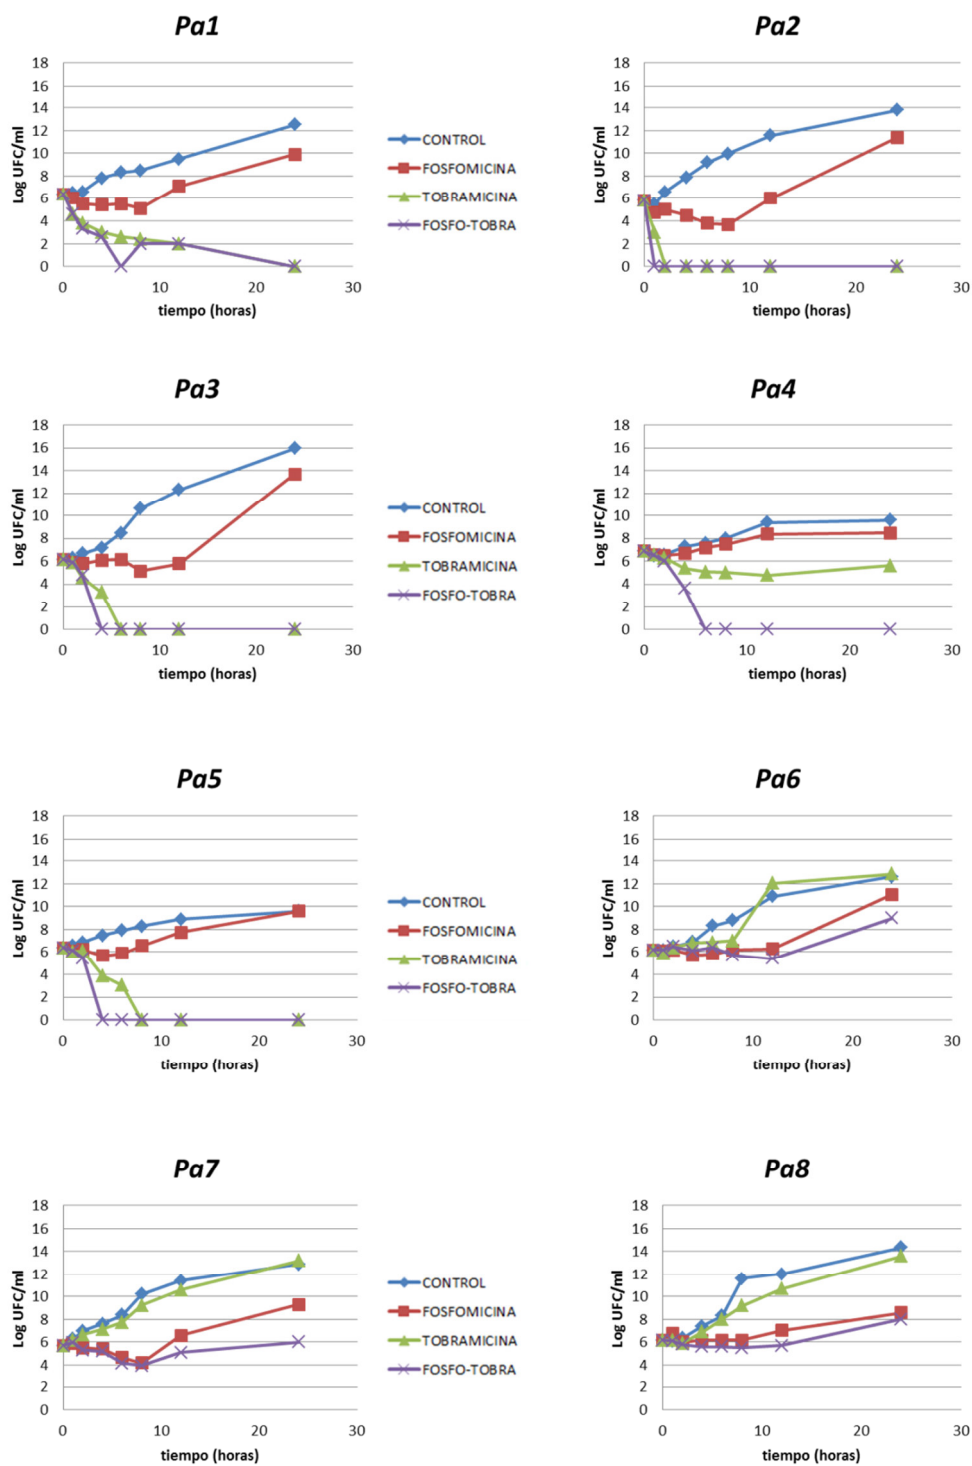 Pa1
Log UFC/ml
18
16
14
12
10
8
6
4
2
0
0 10 20 30
tiempo (horas)
CONTROL
FOSFOMICINA
TOBRAMICINA
FOSFO-TOBRA
Pa2
Log UFC/ml
18
16
14
12
10
8
6
4
2
0
0 10 20 30
tiempo (horas)
Pa3
Log UFC/ml
18
16
14
12
10
8
6
4
2
0
0 10 20 30
tiempo (horas)
CONTROL
FOSFOMICINA
TOBRAMICINA
FOSFO-TOBRA
Pa4
Log UFC/ml
18
16
14
12
10
8
6
4
2
0
0 10 20 30
tiempo (horas)
Pa5
Log UFC/ml
18
16
14
12
10
8
6
4
2
0
0 10 20 30
tiempo (horas)
CONTROL
FOSFOMICINA
TOBRAMICINA
FOSFO-TOBRA
Pa6
Log UFC/ml
18
16
14
12
10
8
6
4
2
0
0 10 20 30
tiempo (horas)
Pa7
Log UFC/ml
18
16
14
12
10
8
6
4
2
0
0 10 20 30
tiempo (horas)
CONTROL
FOSFOMICINA
TOBRAMICINA
FOSFO-TOBRA
Pa8
Log UFC/ml
18
16
14
12
10
8
6
4
2
0
0 10 20 30
tiempo (horas)